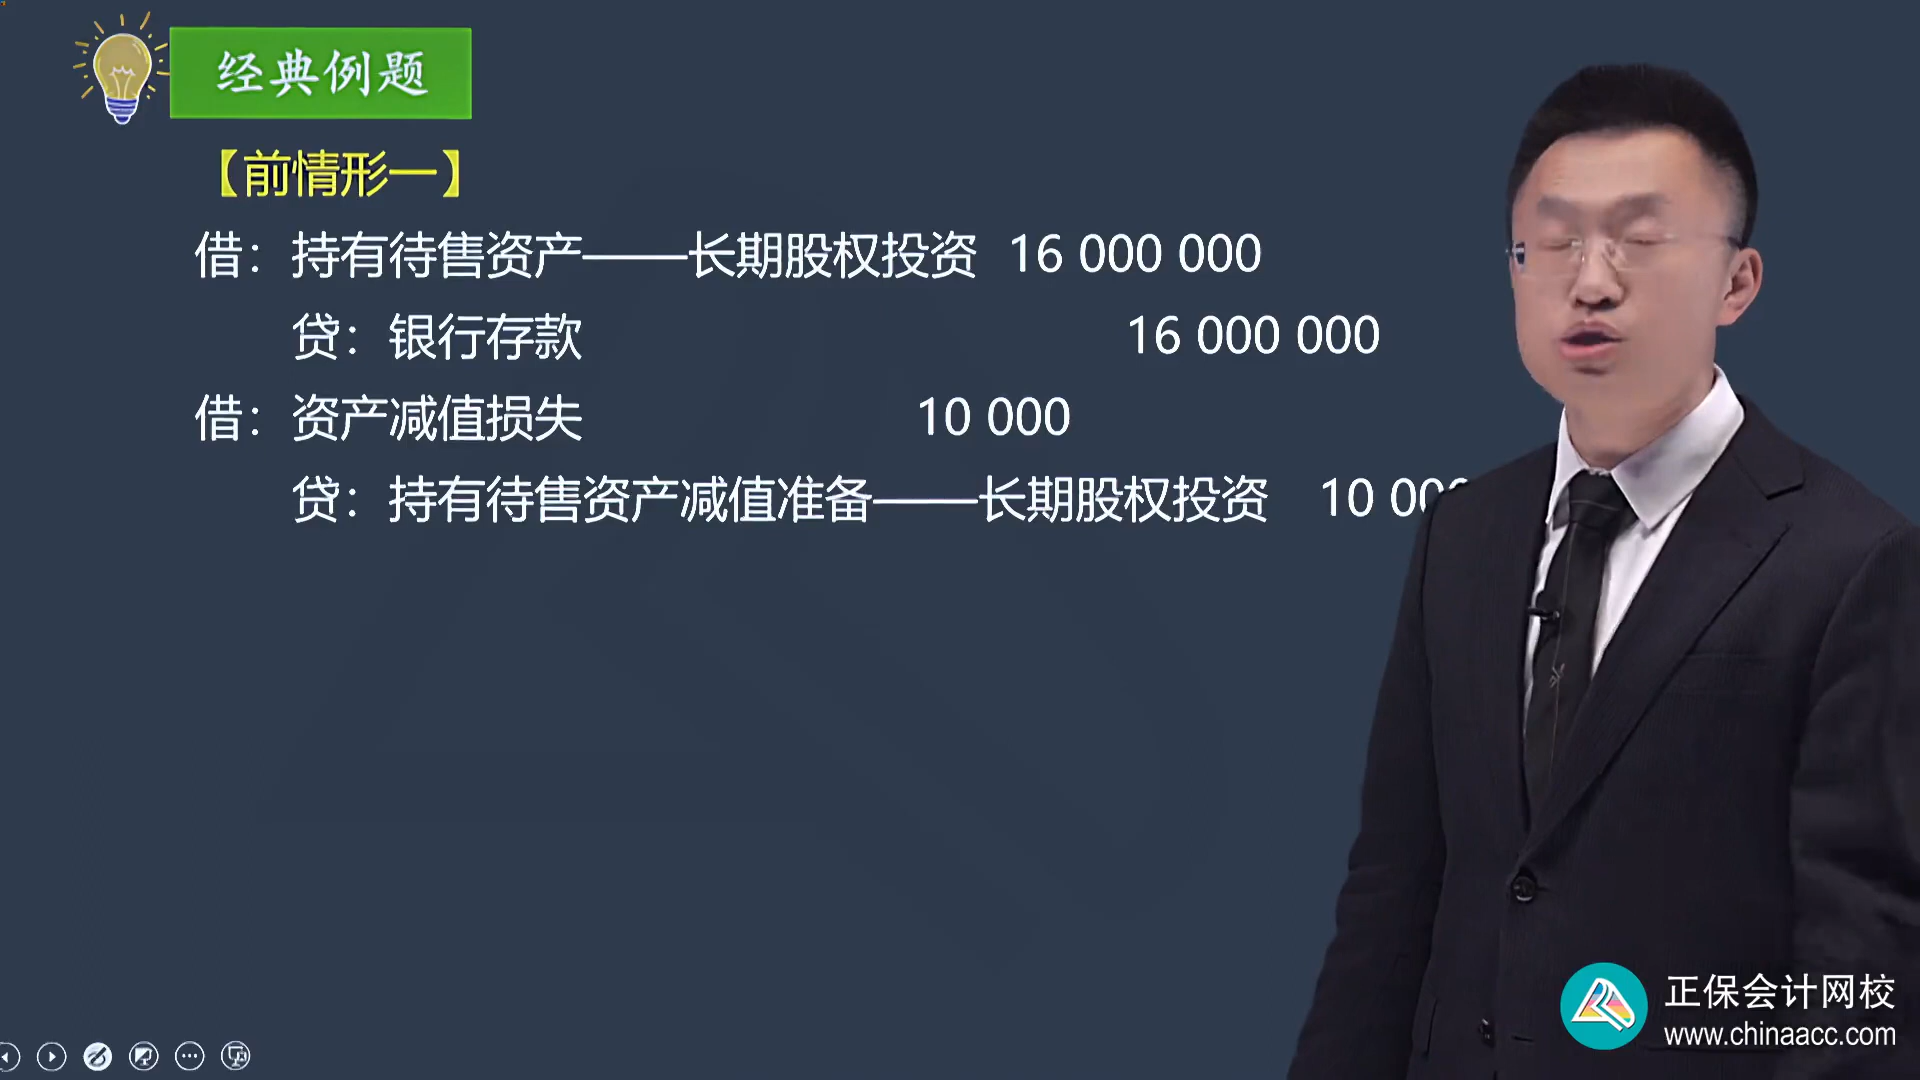 经典例题
【前情形一】
借：持有待售资产——长期股权投资 16 000 000
贷：银行存款 16 000 000
借：资产减值损失 10 000
贷：持有待售资产减值准备——长期股权投资 10
正保会计网校
www.chinaacc.com